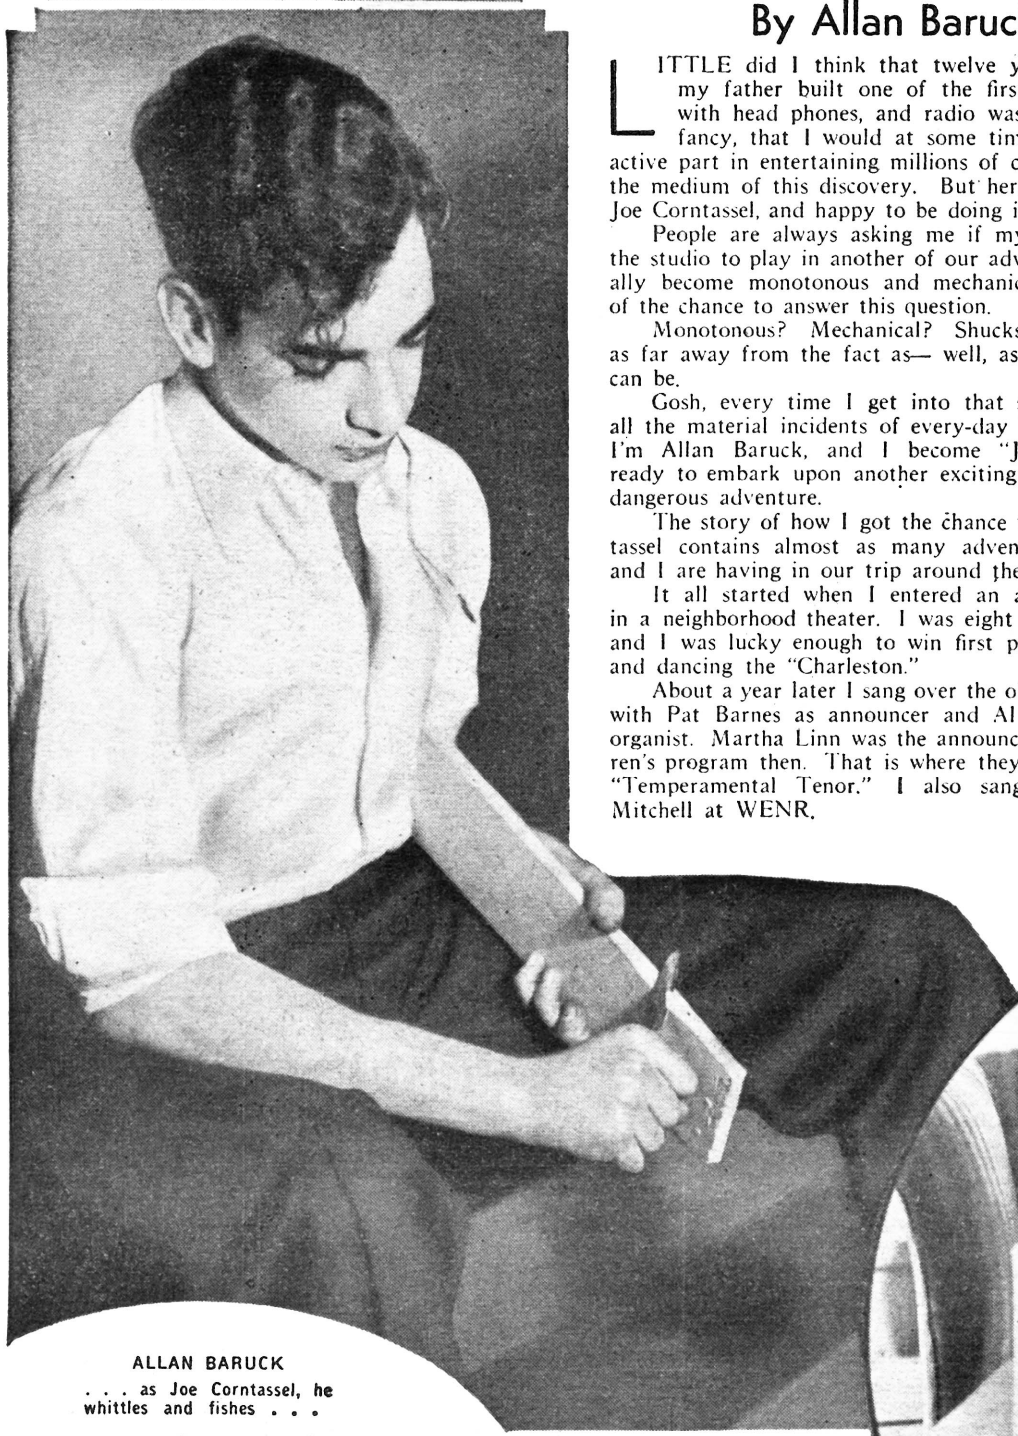 By Allan Baruc
LITTLE did I think that twelve y
my father built one of the firs
with head phones, and radio was
fancy, that I would at some
active part in entertaining millions of c
the medium of this discovery. But her
Joe Corntassel, and happy to be doing i
People are always asking me if my
the studio to play in another of our adv
ally become monotonous and mechanic
of the chance to answer this question.
Monotonous? Mechanical? Shucks
as far away from the fact as— well, as
can be.
Gosh, every time I get into that s
all the material incidents of every-day
I'm Allan Baruck, and I become "J
ready to embark upon another exciting
dangerous adventure.
The story of how I got the chance
tassel contains almost as many adven
and I are having in our trip around the
It all started when I entered an a
in a neighborhood theater. I was eight
and I was lucky enough to win first p
and dancing the "Charleston."
About a year later I sang over the o
with Pat Barnes as announcer and Al
organist. Martha Linn was the announc
ren's program then. That is where they
"Temperamental Tenor." I also sang
Mitchell at WENR.
ALLAN BARUCK
. . . as Joe Corntassel, he
whittles and fishes . . .